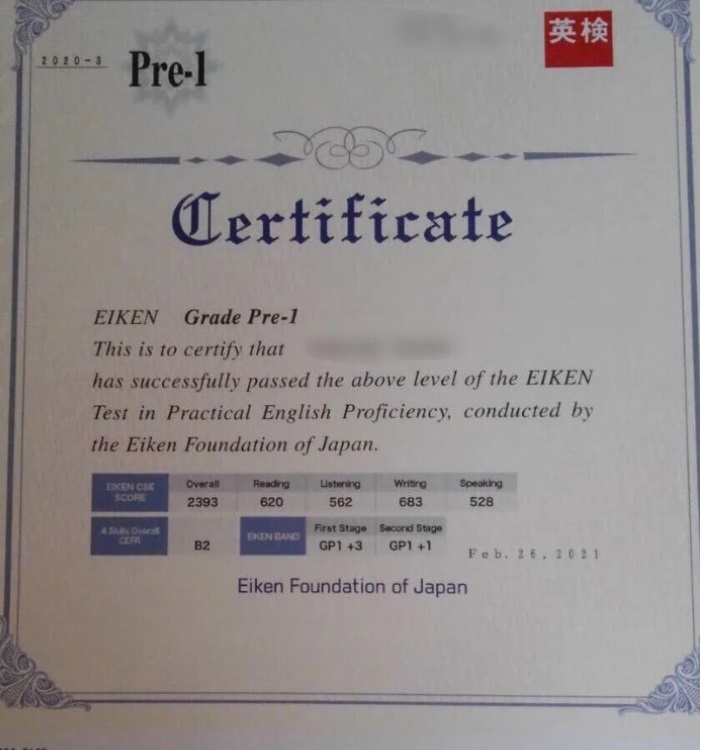 2020-3
Pre-1
英検
Certificate
EIKEN Grade Pre-1
This is to certify that
has successfully passed the above level of the EIKEN
Test in Practical English Proficiency, conducted by
the Eiken Foundation of Japan.
EIKEN CSE SCORE Overall Reading Listening Writing Speaking
2393 620 562 683 528
4 Skills Overall CEFR B2 EIKEN BAND First Stage Second Stage
GP1 +3 GP1 +1
Feb. 26, 2021
Eiken Foundation of Japan